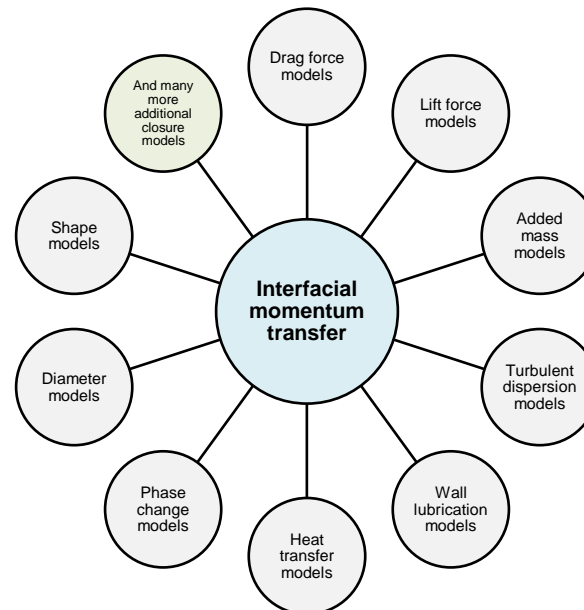 Drag force
models
Lift force
models
Added
mass
models
Turbulent
dispersion
models
Wall
lubrication
models
Heat
transfer
models
Phase
change
models
Diameter
models
Shape
models
And many
more
additional
closure
models
Interfacial
momentum
transfer